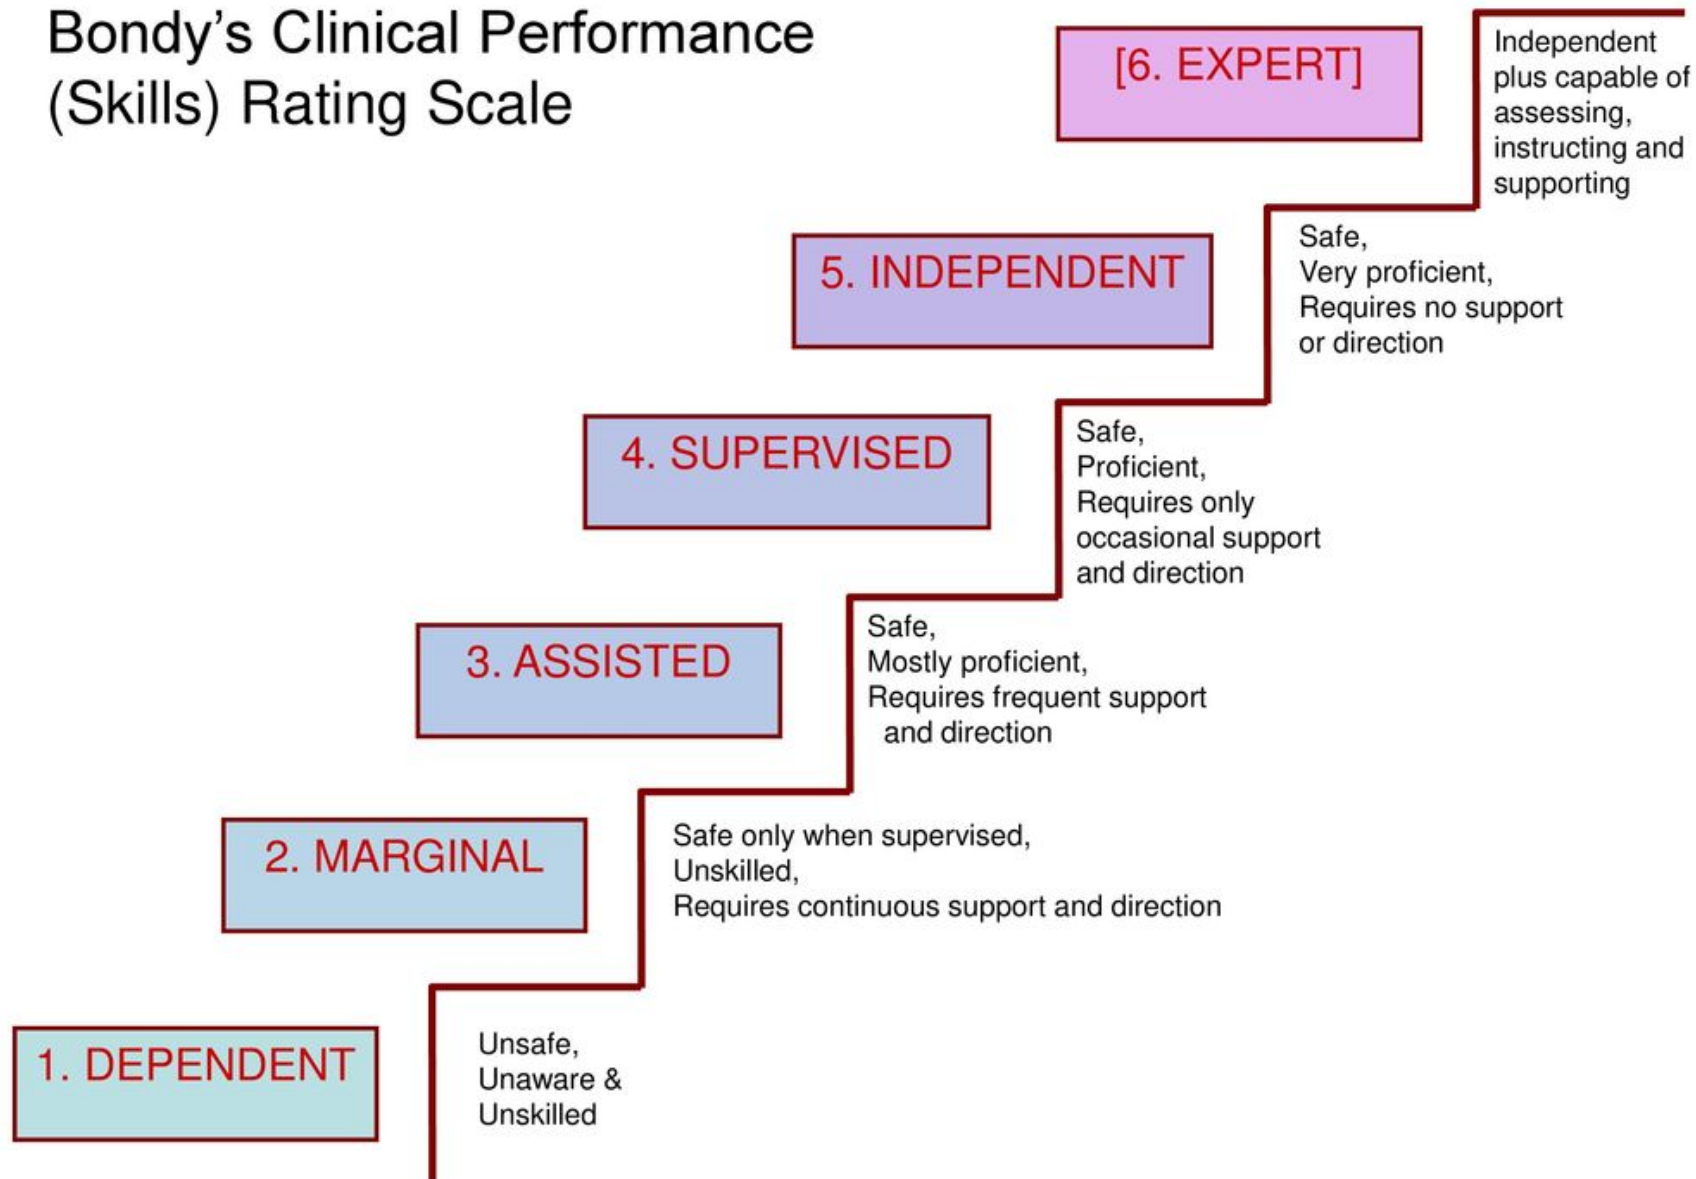 Bondy's Clinical Performance
(Skills) Rating Scale
[6. EXPERT]
Independent
plus capable of
assessing,
instructing and
supporting
5. INDEPENDENT
Safe,
Very proficient,
Requires no support
or direction
4. SUPERVISED
Safe,
Proficient,
Requires only
occasional support
and direction
3. ASSISTED
Safe,
Mostly proficient,
Requires frequent support
and direction
2. MARGINAL
Safe only when supervised,
Unskilled,
Requires continuous support and direction
1. DEPENDENT
Unsafe,
Unaware &
Unskilled